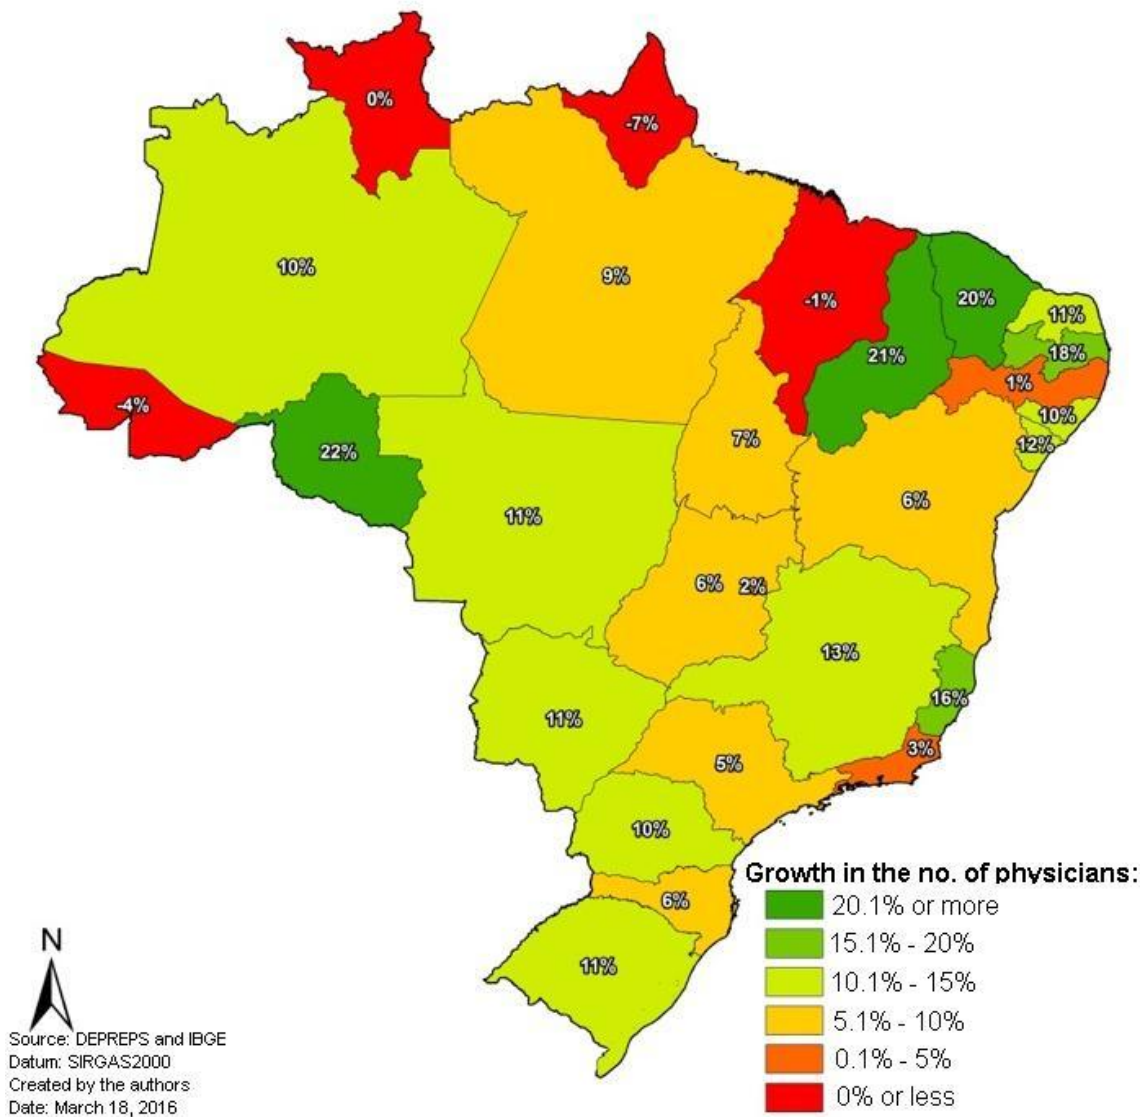 0%
-7%
10%
9%
-1%
20%
11%
21%
18%
1%
-4%
10%
7%
12%
22%
6%
11%
6% 2%
13%
16%
11%
3%
5%
10%
6%
11%
Growth in the no. of physicians:
20.1% or more
15.1% - 20%
10.1% - 15%
5.1% - 10%
0.1% - 5%
0% or less
N
Source: DEPREPS and IBGE
Datum: SIRGAS2000
Created by the authors
Date: March 18, 2016